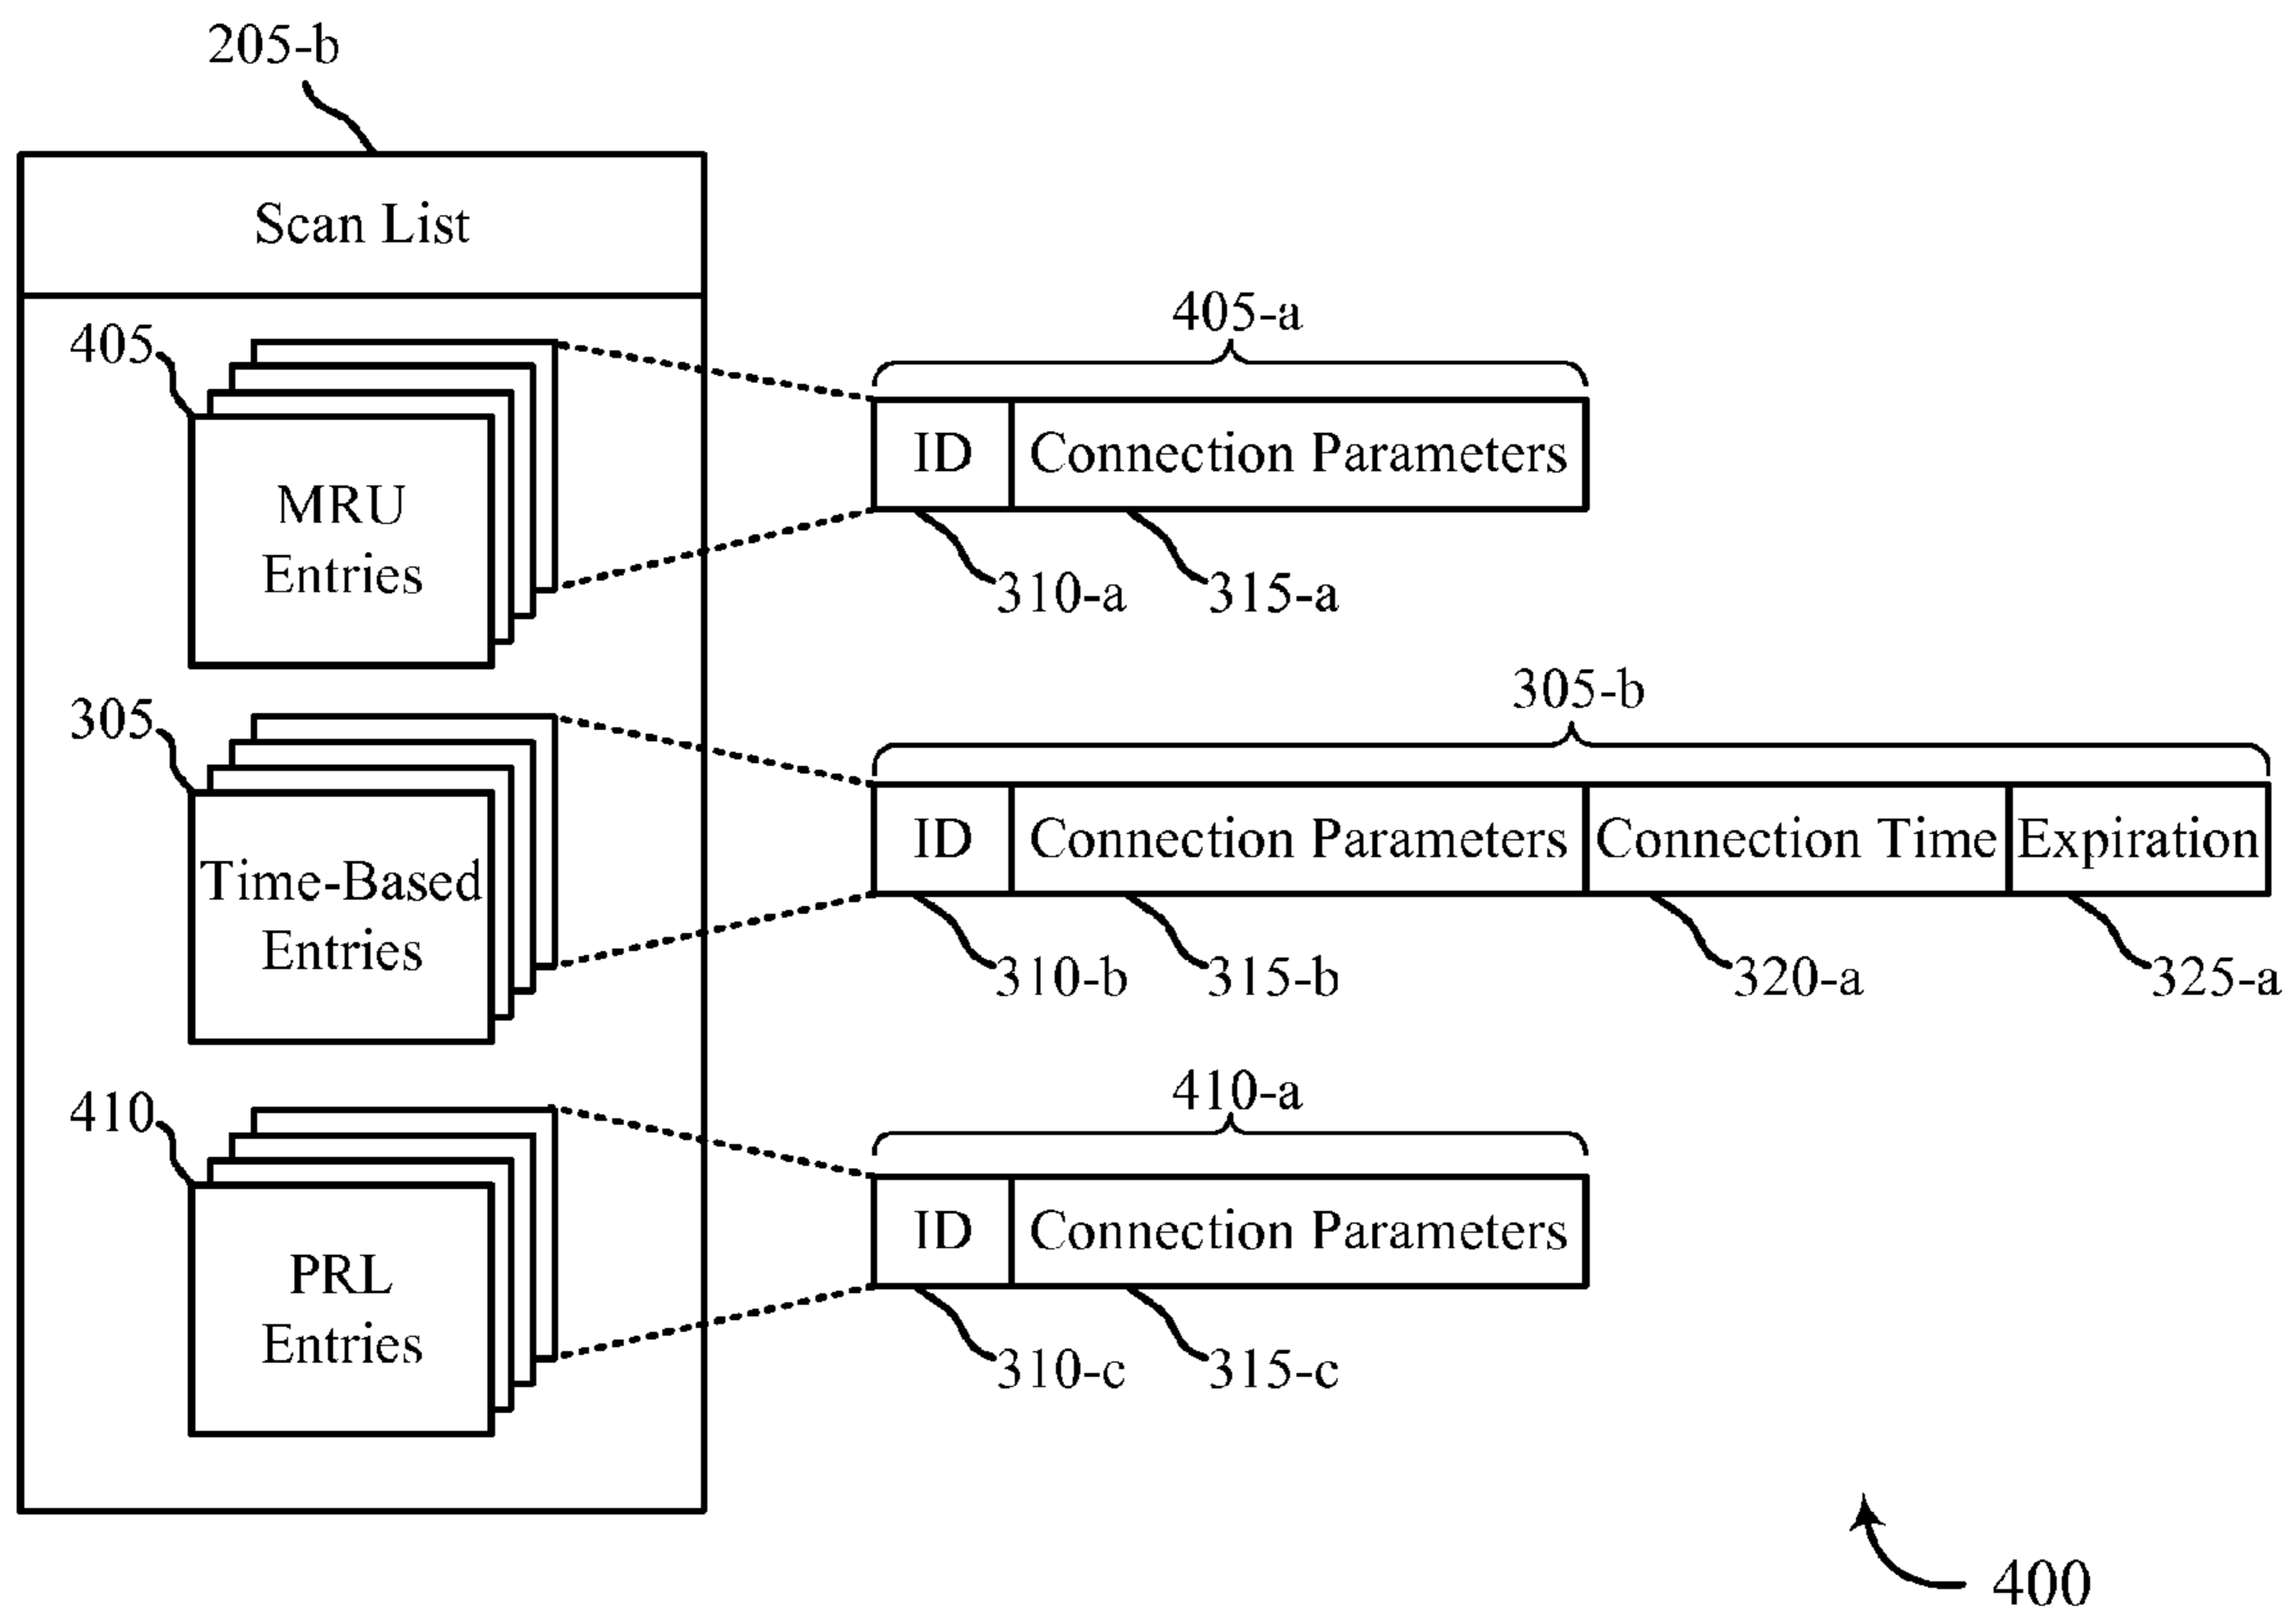 205-b
Scan List
405
MRU
Entries
405-a
ID
Connection Parameters
310-a
315-a
305
Time-Based
Entries
305-b
ID
Connection Parameters
Connection Time
Expiration
310-b
315-b
320-a
325-a
410
PRL
Entries
410-a
ID
Connection Parameters
310-c
315-c
400